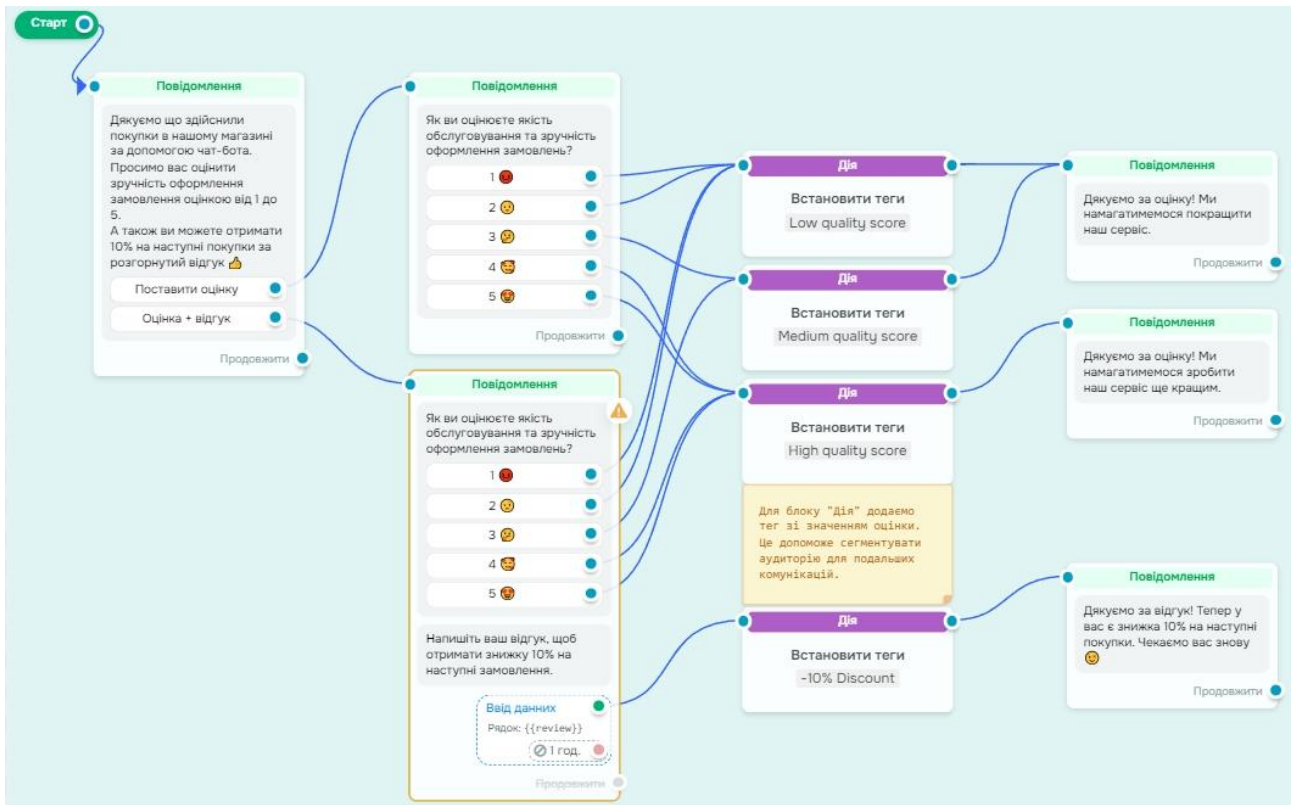 Старт
Повідомлення
Дякуємо що здійснили
покупки в нашому магазині
за допомогою чат-бота.
Просимо вас оцінити
зручність оформлення
замовлення оцінкою від 1 до
5.
А також ви можете отримати
10% на наступні покупки за
розгорнутий відгук 👍
Поставити оцінку
Оцінка + відгук
Продовжити
Повідомлення
Як ви оцінюєте якість
обслуговування та зручність
оформлення замовлень?
1 😡
2 😟
3 🤔
4 🥰
5 🤩
Продовжити
Повідомлення
Як ви оцінюєте якість
обслуговування та зручність
оформлення замовлень?
1 😡
2 😟
3 🤔
4 🥰
5 🤩
Напишіть ваш відгук, щоб
отримати знижку 10% на
наступні замовлення.
Ввід данних
Рядок: {{review}}
1 год.
Продовжити
Дія
Встановити теги
Low quality score
Дія
Встановити теги
Medium quality score
Дія
Встановити теги
High quality score
Для блоку "Дія" додаємо
тег зі значенням оцінки.
Це допоможе сегментувати
аудиторію для подальших
комунікацій.
Дія
Встановити теги
-10% Discount
Повідомлення
Дякуємо за оцінку! Ми
намагатимемося покращити
наш сервіс.
Продовжити
Повідомлення
Дякуємо за оцінку! Ми
намагатимемося зробити
наш сервіс ще кращим.
Продовжити
Повідомлення
Дякуємо за відгук! Тепер у
вас є знижка 10% на наступні
покупки. Чекаємо вас знову
😉
Продовжити